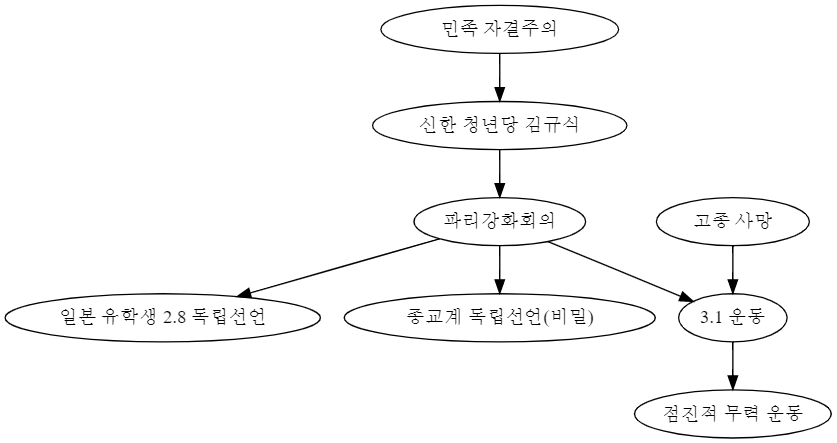 민족 자결주의
신한 청년당 김규식
파리강화회의
고종 사망
일본 유학생 2.8 독립선언
종교계 독립선언(비밀)
3.1 운동
점진적 무력 운동